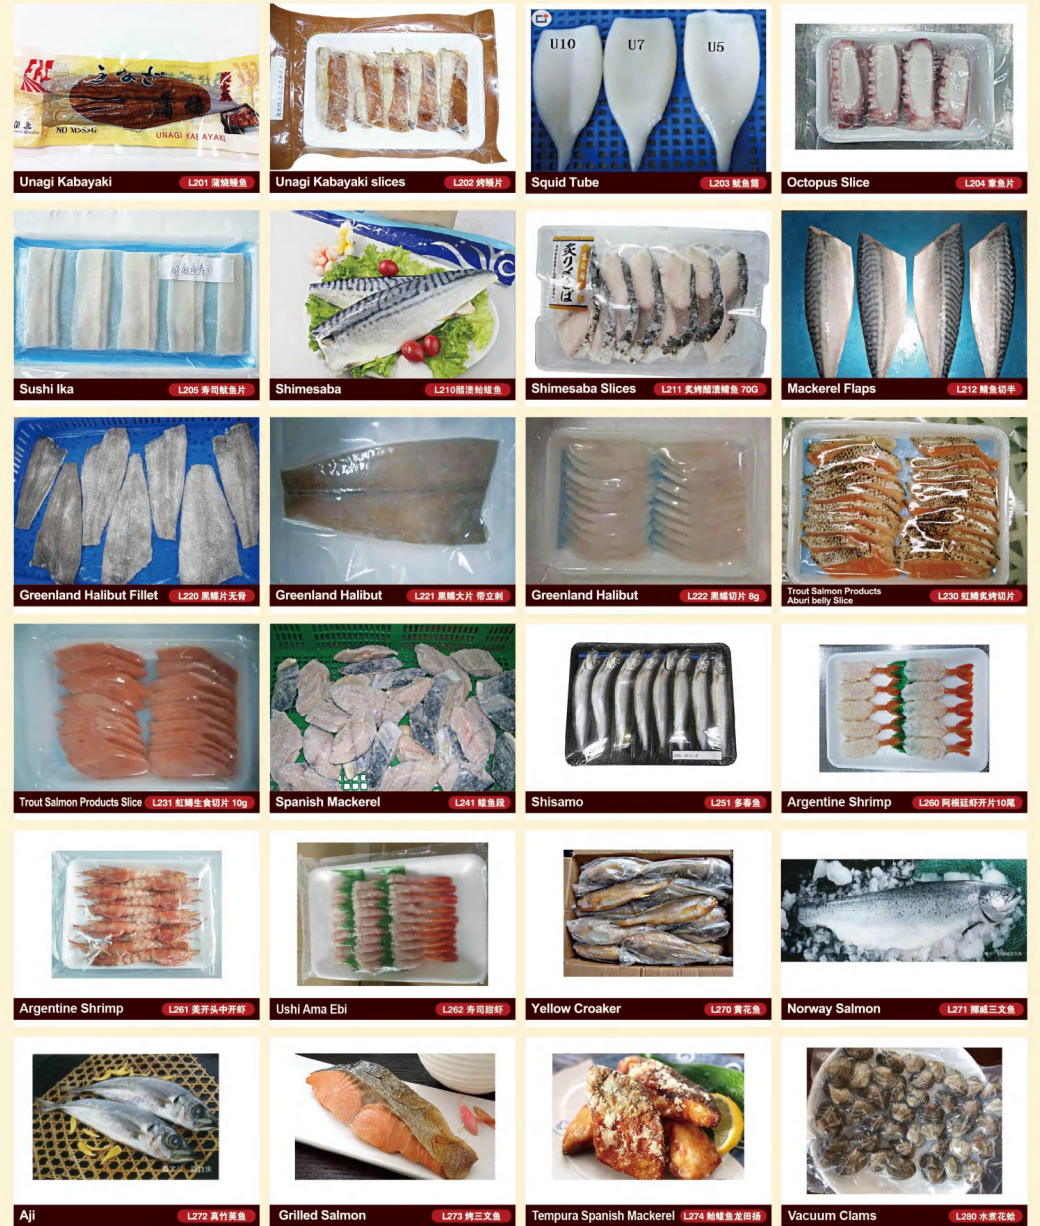 うなぎ
蒲焼
NO M>S>G
UNAGI KABAYAKI
Unagi Kabayaki
L201 蒲烧鳗鱼
Unagi Kabayaki slices
L202 烤鳗片
U10
U7
U5
Squid Tube
L203 鱿鱼筒
Octopus Slice
L204 章鱼片
Sushi Ika
L205 寿司鱿鱼片
Shimesaba
L210醋渍鲐鲅鱼
炙りさば
Shimesaba Slices
L211 炙烤醋渍鲭鱼 70G
Mackerel Flaps
L212 鲭鱼切半
Greenland Halibut Fillet
L220 黑鲽片无骨
Greenland Halibut
L221 黑鲽大片 带立刺
Greenland Halibut
L222 黑鲽切片 8g
Trout Salmon Products
Aburi belly Slice
L230 虹鳟炙烤切片
Trout Salmon Products Slice
L231 虹鳟生食切片 10g
Spanish Mackerel
L241 鲅鱼段
Shisamo
L251 多春鱼
Argentine Shrimp
L260 阿根廷虾开片10尾
Argentine Shrimp
L261 美开头中开虾
Ushi Ama Ebi
L262 寿司甜虾
Yellow Croaker
L270 黄花鱼
Norway Salmon
L271 挪威三文鱼
Aji
L272 真竹荚鱼
Grilled Salmon
L273 烤三文鱼
Tempura Spanish Mackerel
L274 鲐鲅鱼龙田扬
Vacuum Clams
L280 水煮花蛤